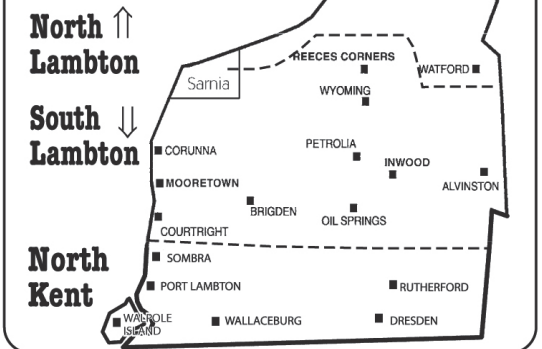 North ⇑
Lambton
REECES CORNERS
WATFORD
Sarnia
WYOMING
South ⇓
Lambton
PETROLIA
CORUNNA
INWOOD
MOORETOWN
ALVINSTON
BRIGDEN
OIL SPRINGS
COURTRIGHT
North
Kent
SOMBRA
PORT LAMBTON
RUTHERFORD
WALPOLE
ISLAND
WALLACEBURG
DRESDEN